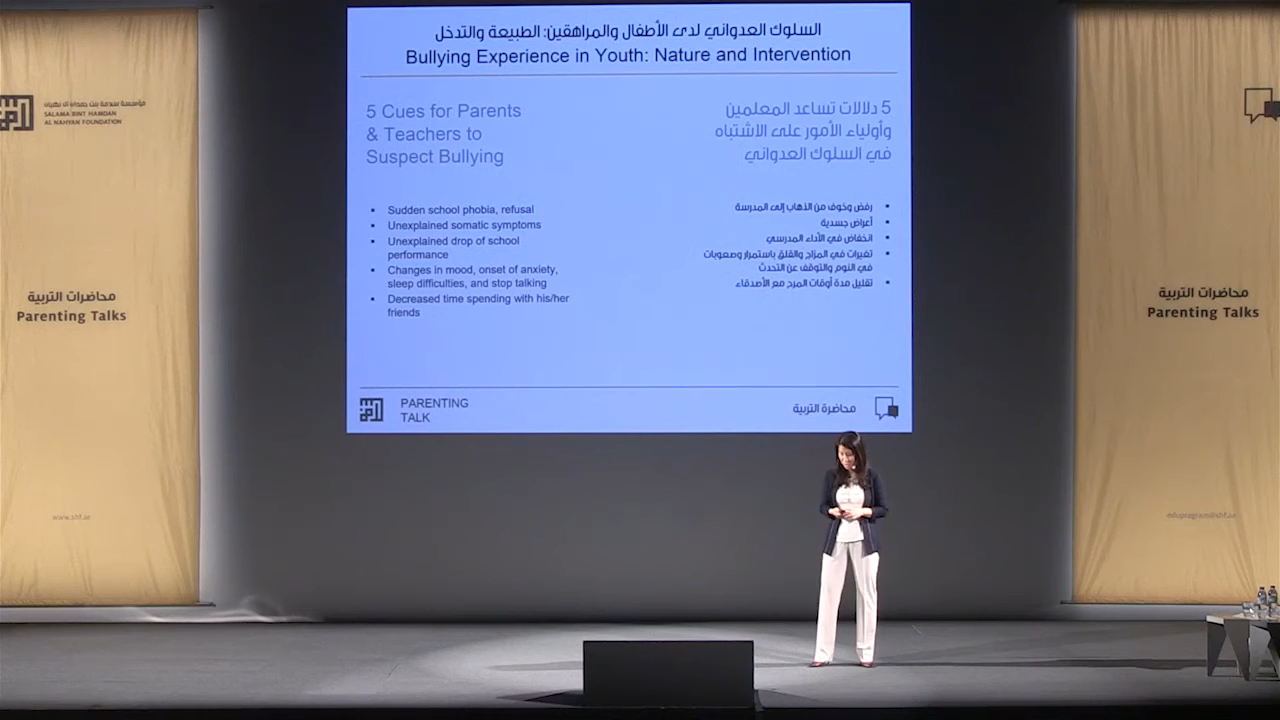 السلوك العدواني لدى الأطفال والمراهقين: الطبيعة والتدخل
Bullying Experience in Youth: Nature and Intervention
5 Cues for Parents
& Teachers to
Suspect Bullying
5 دلالات تساعد المعلمين
وأولياء الأمور على الاشتباه
في السلوك العدواني
▪ Sudden school phobia, refusal
▪ Unexplained somatic symptoms
▪ Unexplained drop of school
performance
▪ Changes in mood, onset of anxiety,
sleep difficulties, and stop talking
▪ Decreased time spending with his/her
friends
▪ رفض وخوف من الذهاب إلى المدرسة
▪ أعراض جسدية
▪ انخفاض في الأداء المدرسي
▪ تغيرات في المزاج والقلق باستمرار وصعوبات
في النوم والتوقف عن التحدث
▪ تقليل مدة أوقات المرح مع الأصدقاء
PARENTING
TALK
محاضرة التربية
مؤسسة سلامة بنت حمدان آل نهيان
SALAMA BINT HAMDAN
AL NAHYAN FOUNDATION
محاضرات التربية
Parenting Talks
www.shf.ae
محاضرات التربية
Parenting Talks
eduprogram@shf.ae